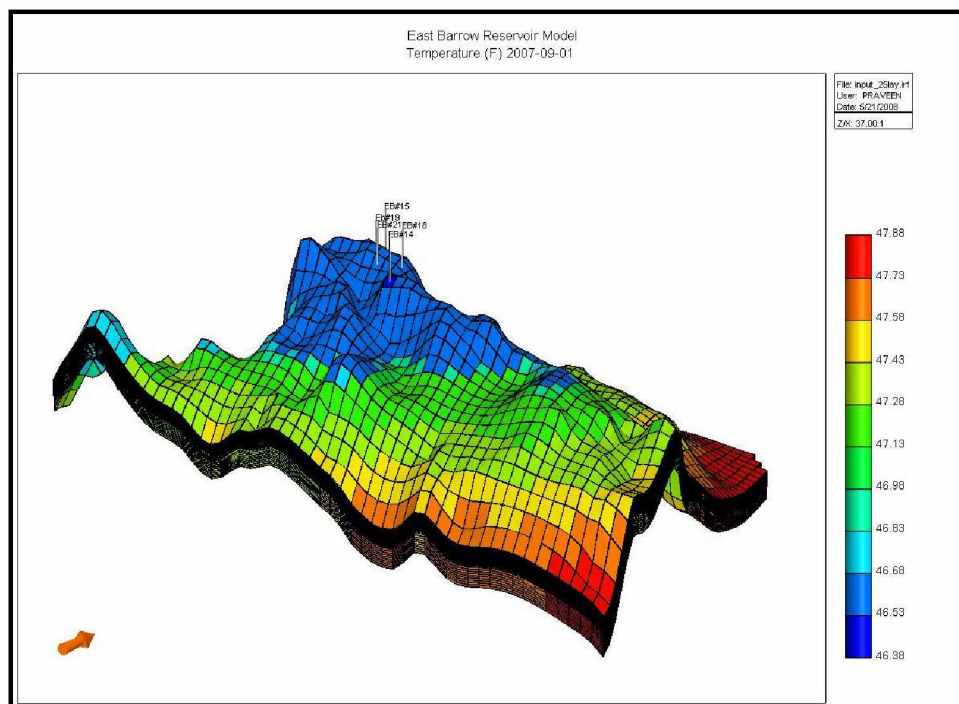 East Barrow Reservoir Model
Temperature (F) 2007-09-01
File: input_25lay.irf
User: PRAVEEN
Date: 5/21/2008
Z/X: 37.00:1
EB#15
Eb#19
EB#21 EB#18
EB#14
47.88
47.73
47.58
47.43
47.28
47.13
46.98
46.83
46.68
46.53
46.38